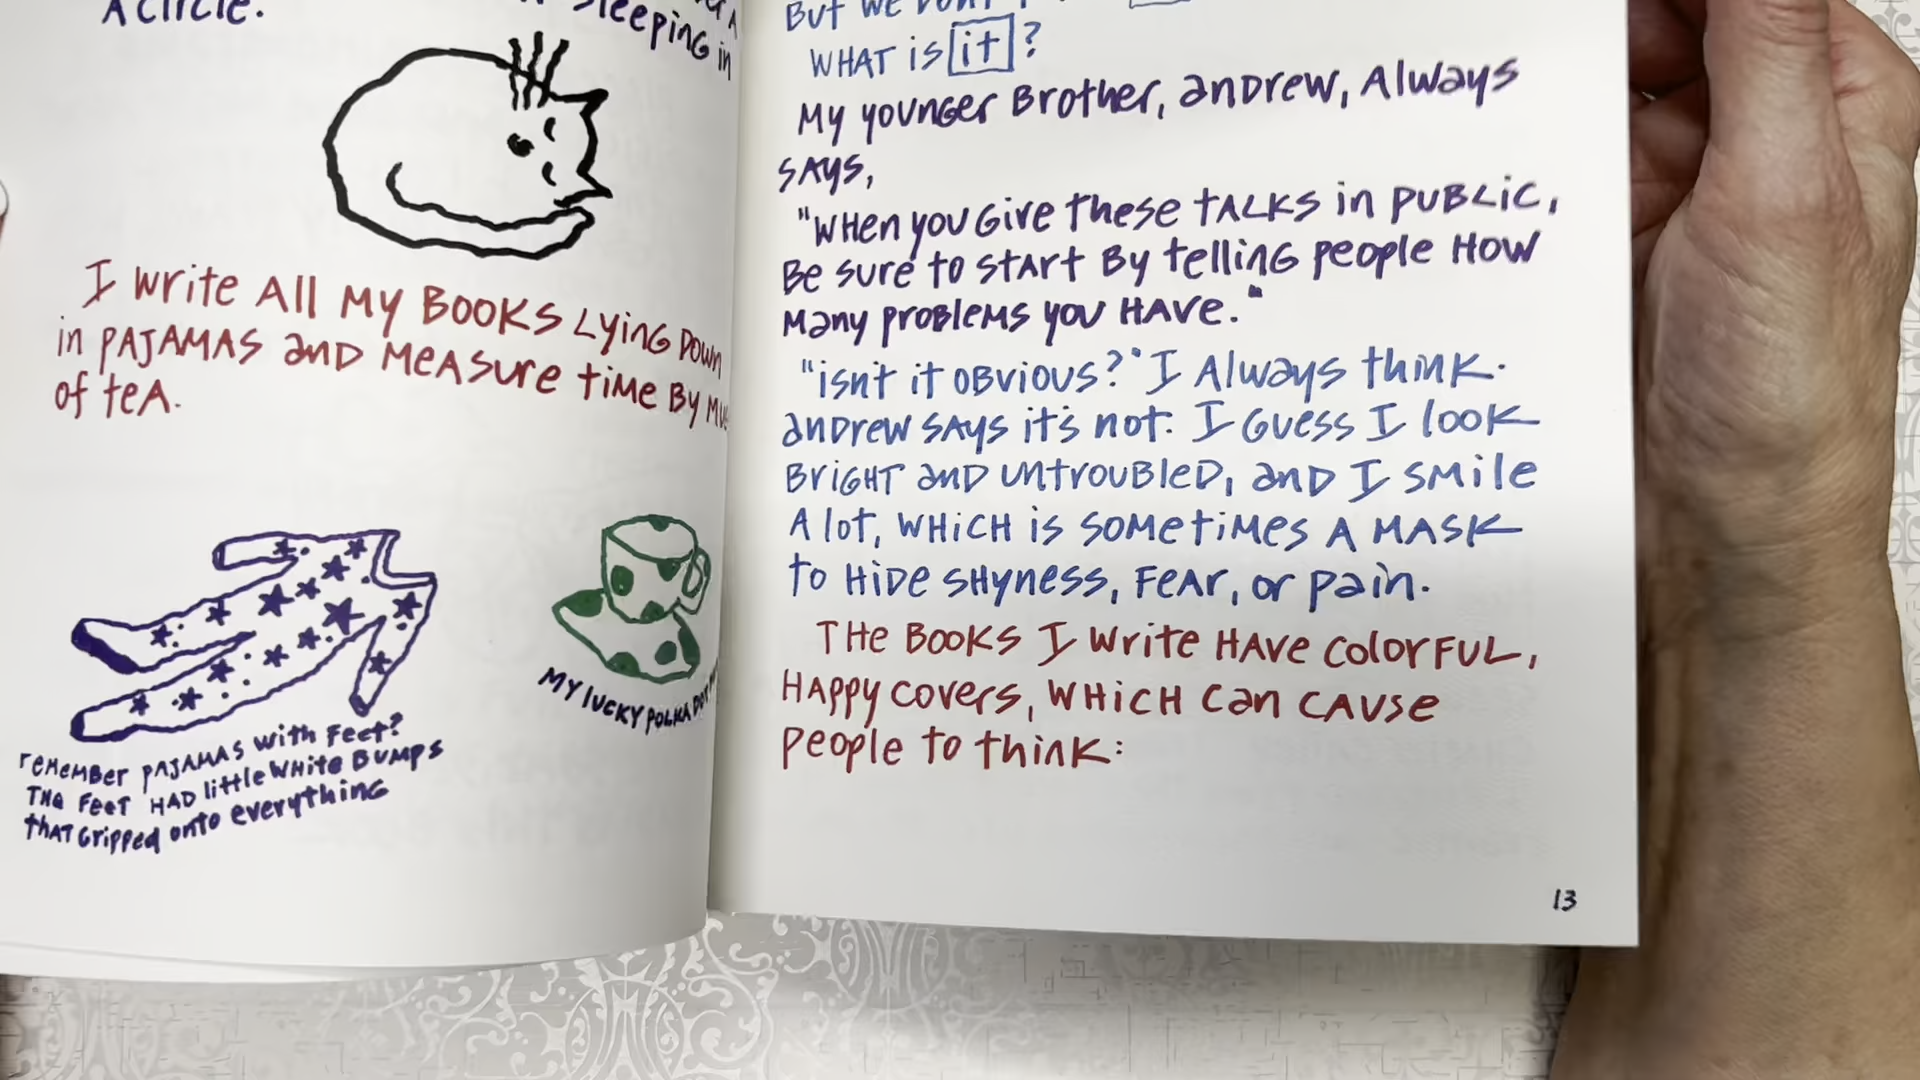 A CIrCle.
SleepinG in
I write All My BOOKS Lying Down
in PAJAMAS anD MeASure tiMe By
of teA.
MY lUCKY POLKA DOT
reMeMBer pAJAMAS with Feet?
THe FeeT HAD little WHite BUMPS
tHAT Gripped onto everything
BUT we DON'T
WHAT is it?
My younGer BrotHer, anDrew, Always
SAYS,
"WHen you Give these tALKS in PUBLiC,
Be sure to stArt By tellinG people How
Many proBleMs you HAve."
"isn't it oBvious?" I Always think.
anDrew sAys it's not. I Guess I look
BriGHT anD untrouBleD, anD I SMile
A lot, WHiCH is SoMetiMes A MASK
to HiDe sHyness, FeAr, or pain.
THe BOOKS I write HAve ColorFUL,
HAppy Covers, WHiCH Can CAUse
people to think:
13